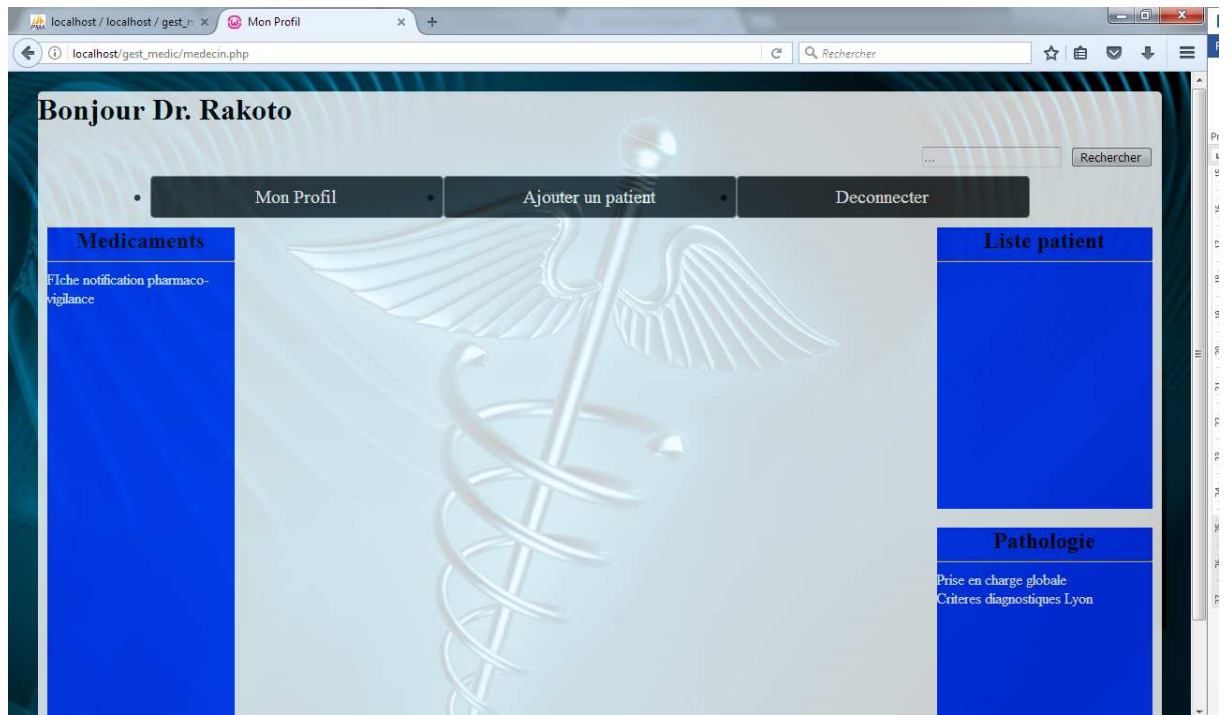 localhost / localhost / gest_n
Mon Profil
localhost/gest_medic/medecin.php
Rechercher
Bonjour Dr. Rakoto
...
Rechercher
Mon Profil
Ajouter un patient
Deconnecter
Medicaments
FIche notification pharmaco-
vigilance
Liste patient
Pathologie
Prise en charge globale
Criteres diagnostiques Lyon